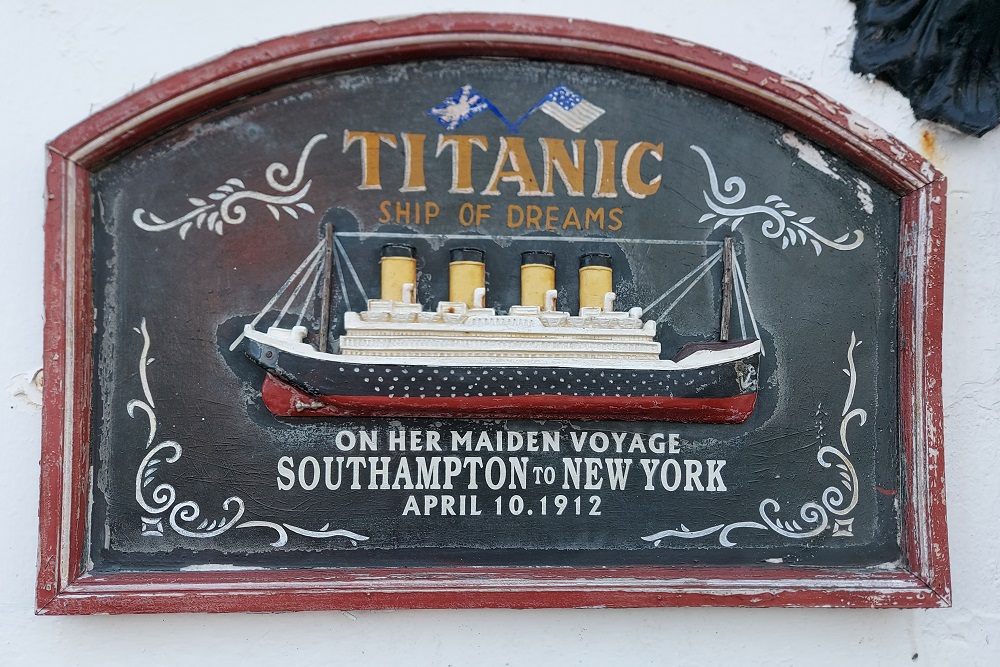 TITANIC
SHIP OF DREAMS
ON HER MAIDEN VOYAGE
SOUTHAMPTON TO NEW YORK
APRIL 10.1912